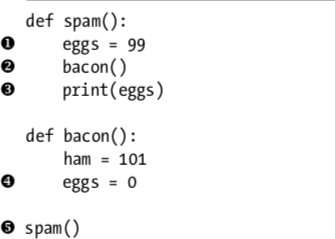 def spam():
❶ eggs = 99
❷ bacon()
❸ print(eggs)
def bacon():
ham = 101
❹ eggs = 0
❺ spam()